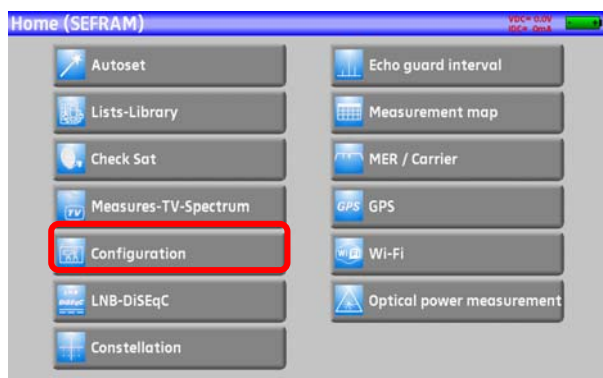 Home (SEFRAM)
VDC= 0.0V
IDC= 0mA
Autoset
Lists-Library
Check Sat
TV
Measures-TV-Spectrum
Configuration
LNB-DiSEqC
Constellation
Echo guard interval
Measurement map
MER / Carrier
GPS GPS
Wi-Fi
Optical power measurement